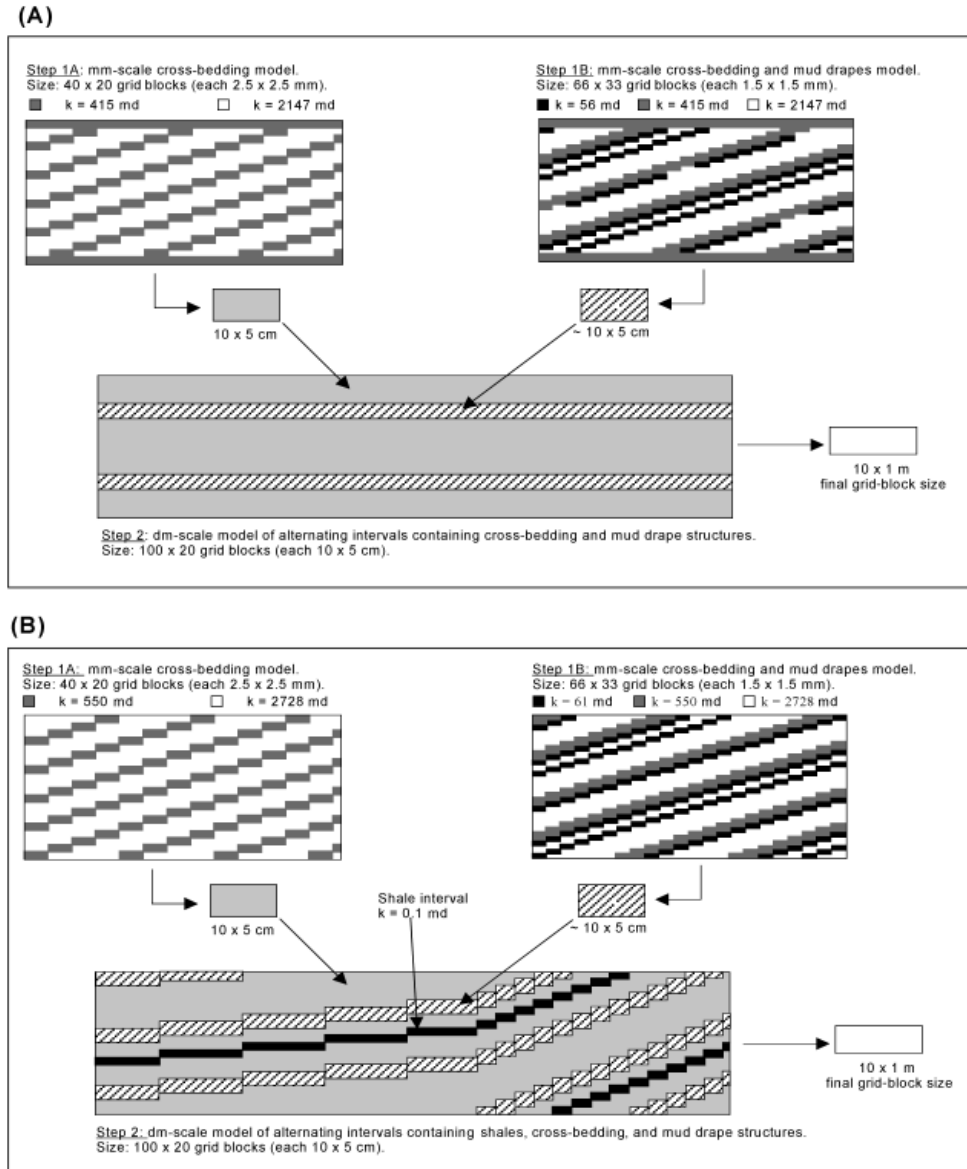 (A)
Step 1A: mm-scale cross-bedding model.
Size: 40 x 20 grid blocks (each 2.5 x 2.5 mm).
k = 415 md k = 2147 md
Step 1B: mm-scale cross-bedding and mud drapes model.
Size: 66 x 33 grid blocks (each 1.5 x 1.5 mm).
k = 56 md k = 415 md k = 2147 md
10 x 5 cm
~ 10 x 5 cm
10 x 1 m
final grid-block size
Step 2: dm-scale model of alternating intervals containing cross-bedding and mud drape structures.
Size: 100 x 20 grid blocks (each 10 x 5 cm).
(B)
Step 1A: mm-scale cross-bedding model.
Size: 40 x 20 grid blocks (each 2.5 x 2.5 mm).
k = 550 md k = 2728 md
Step 1B: mm-scale cross-bedding and mud drapes model.
Size: 66 x 33 grid blocks (each 1.5 x 1.5 mm).
k = 61 md k = 550 md k = 2728 md
Shale interval
k = 0.1 md
10 x 5 cm
~ 10 x 5 cm
10 x 1 m
final grid-block size
Step 2: dm-scale model of alternating intervals containing shales, cross-bedding, and mud drape structures.
Size: 100 x 20 grid blocks (each 10 x 5 cm).